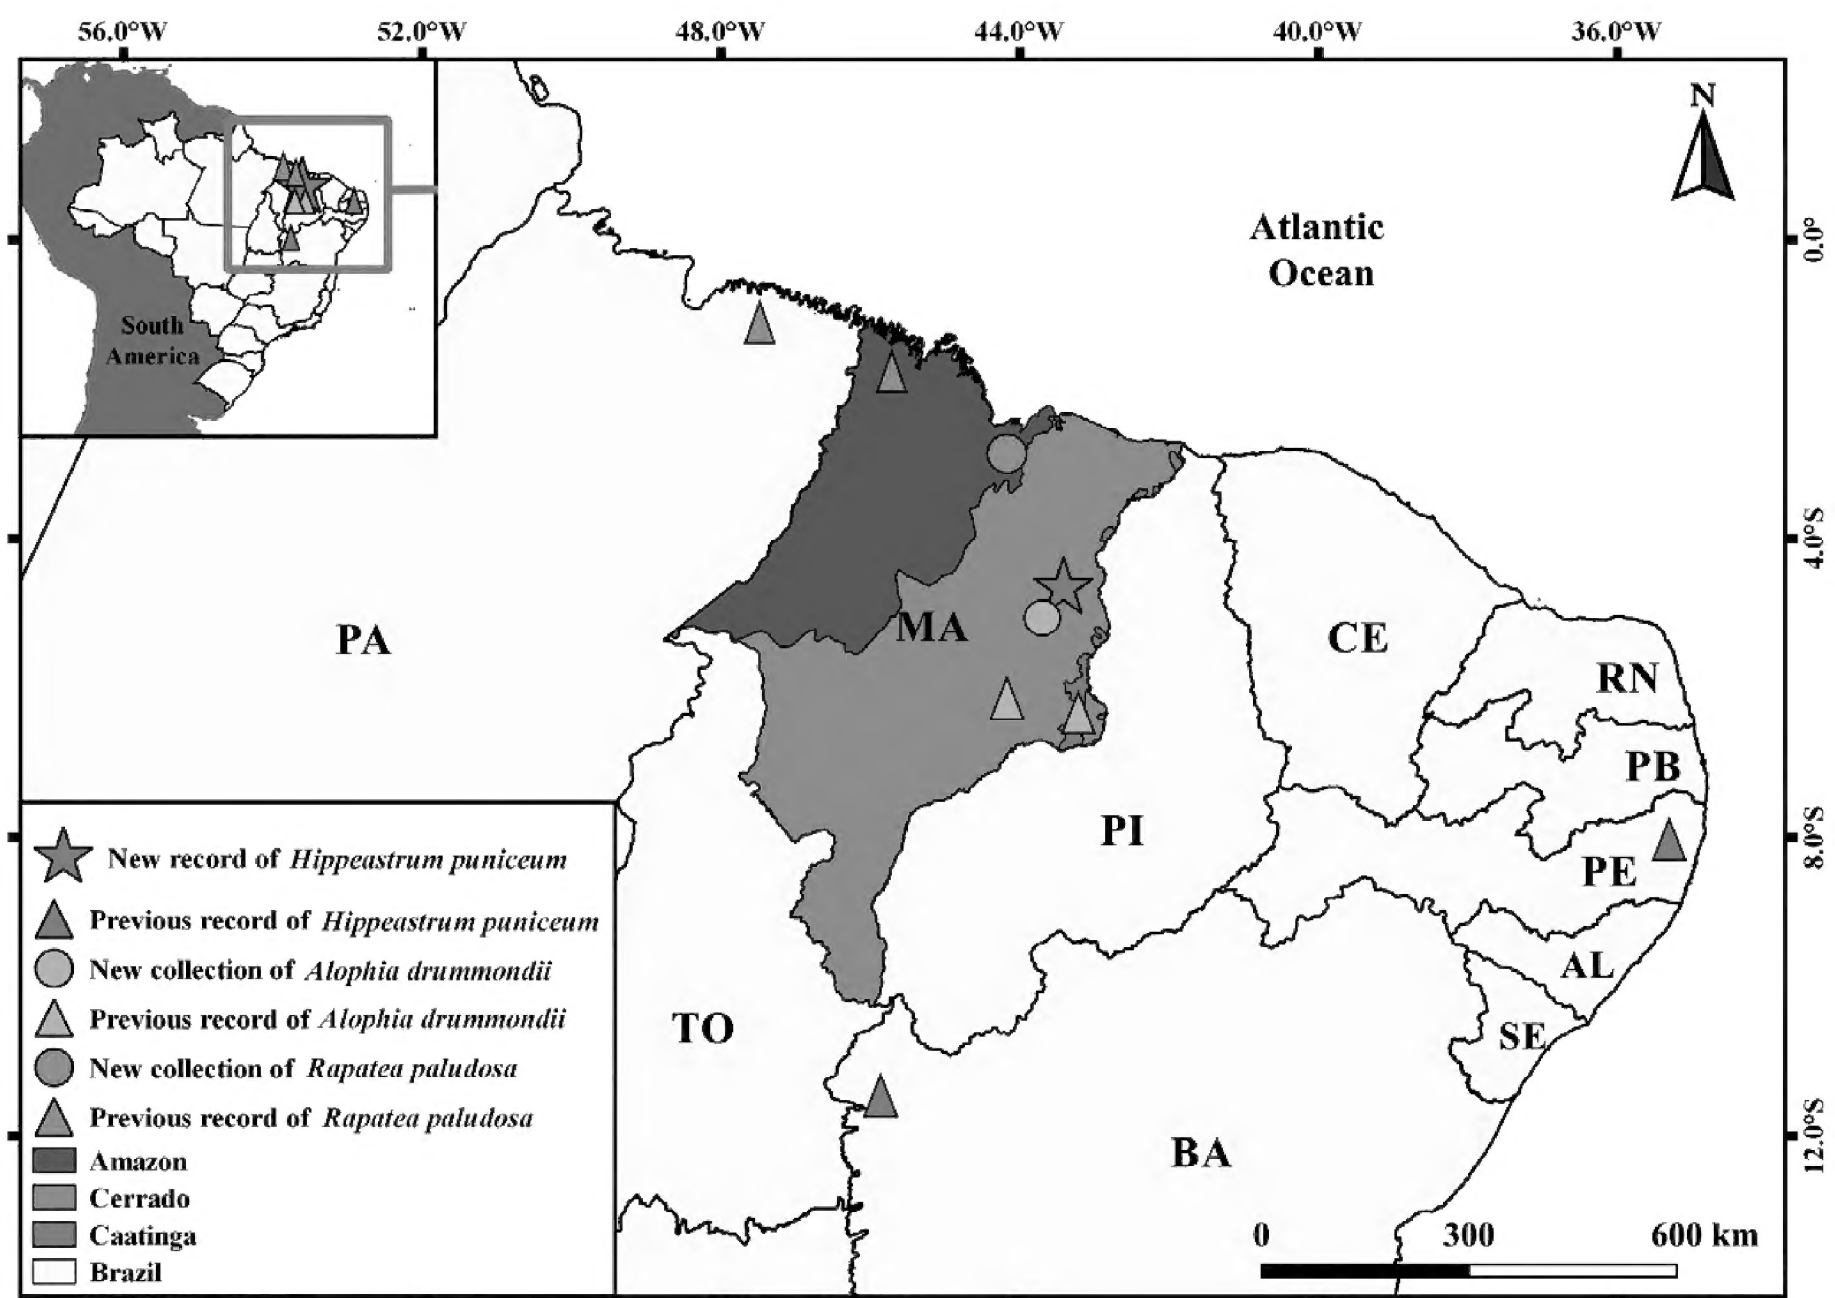 56.0°W 52.0°W 48.0°W 44.0°W 40.0°W 36.0°W
N
Atlantic
Ocean
0.0°
South
America
4.0°S
MA
PA
CE
RN
PB
PI
8.0°S
PE
AL
TO
SE
12.0°S
BA
New record of Hippeastrum puniceum
Previous record of Hippeastrum puniceum
New collection of Alophia drummondii
Previous record of Alophia drummondii
New collection of Rapatea paludosa
Previous record of Rapatea paludosa
Amazon
Cerrado
Caatinga
Brazil
0 300 600 km